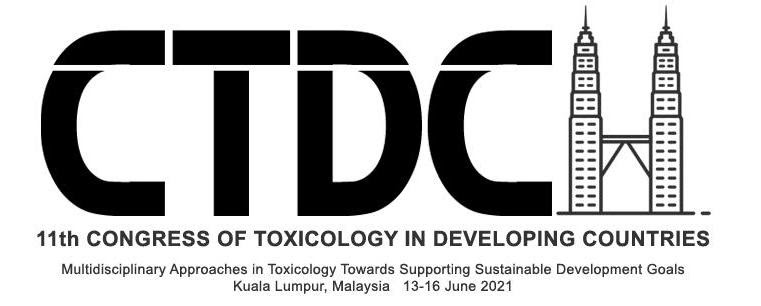 CTDC
11th CONGRESS OF TOXICOLOGY IN DEVELOPING COUNTRIES
Multidisciplinary Approaches in Toxicology Towards Supporting Sustainable Development Goals
Kuala Lumpur, Malaysia 13-16 June 2021